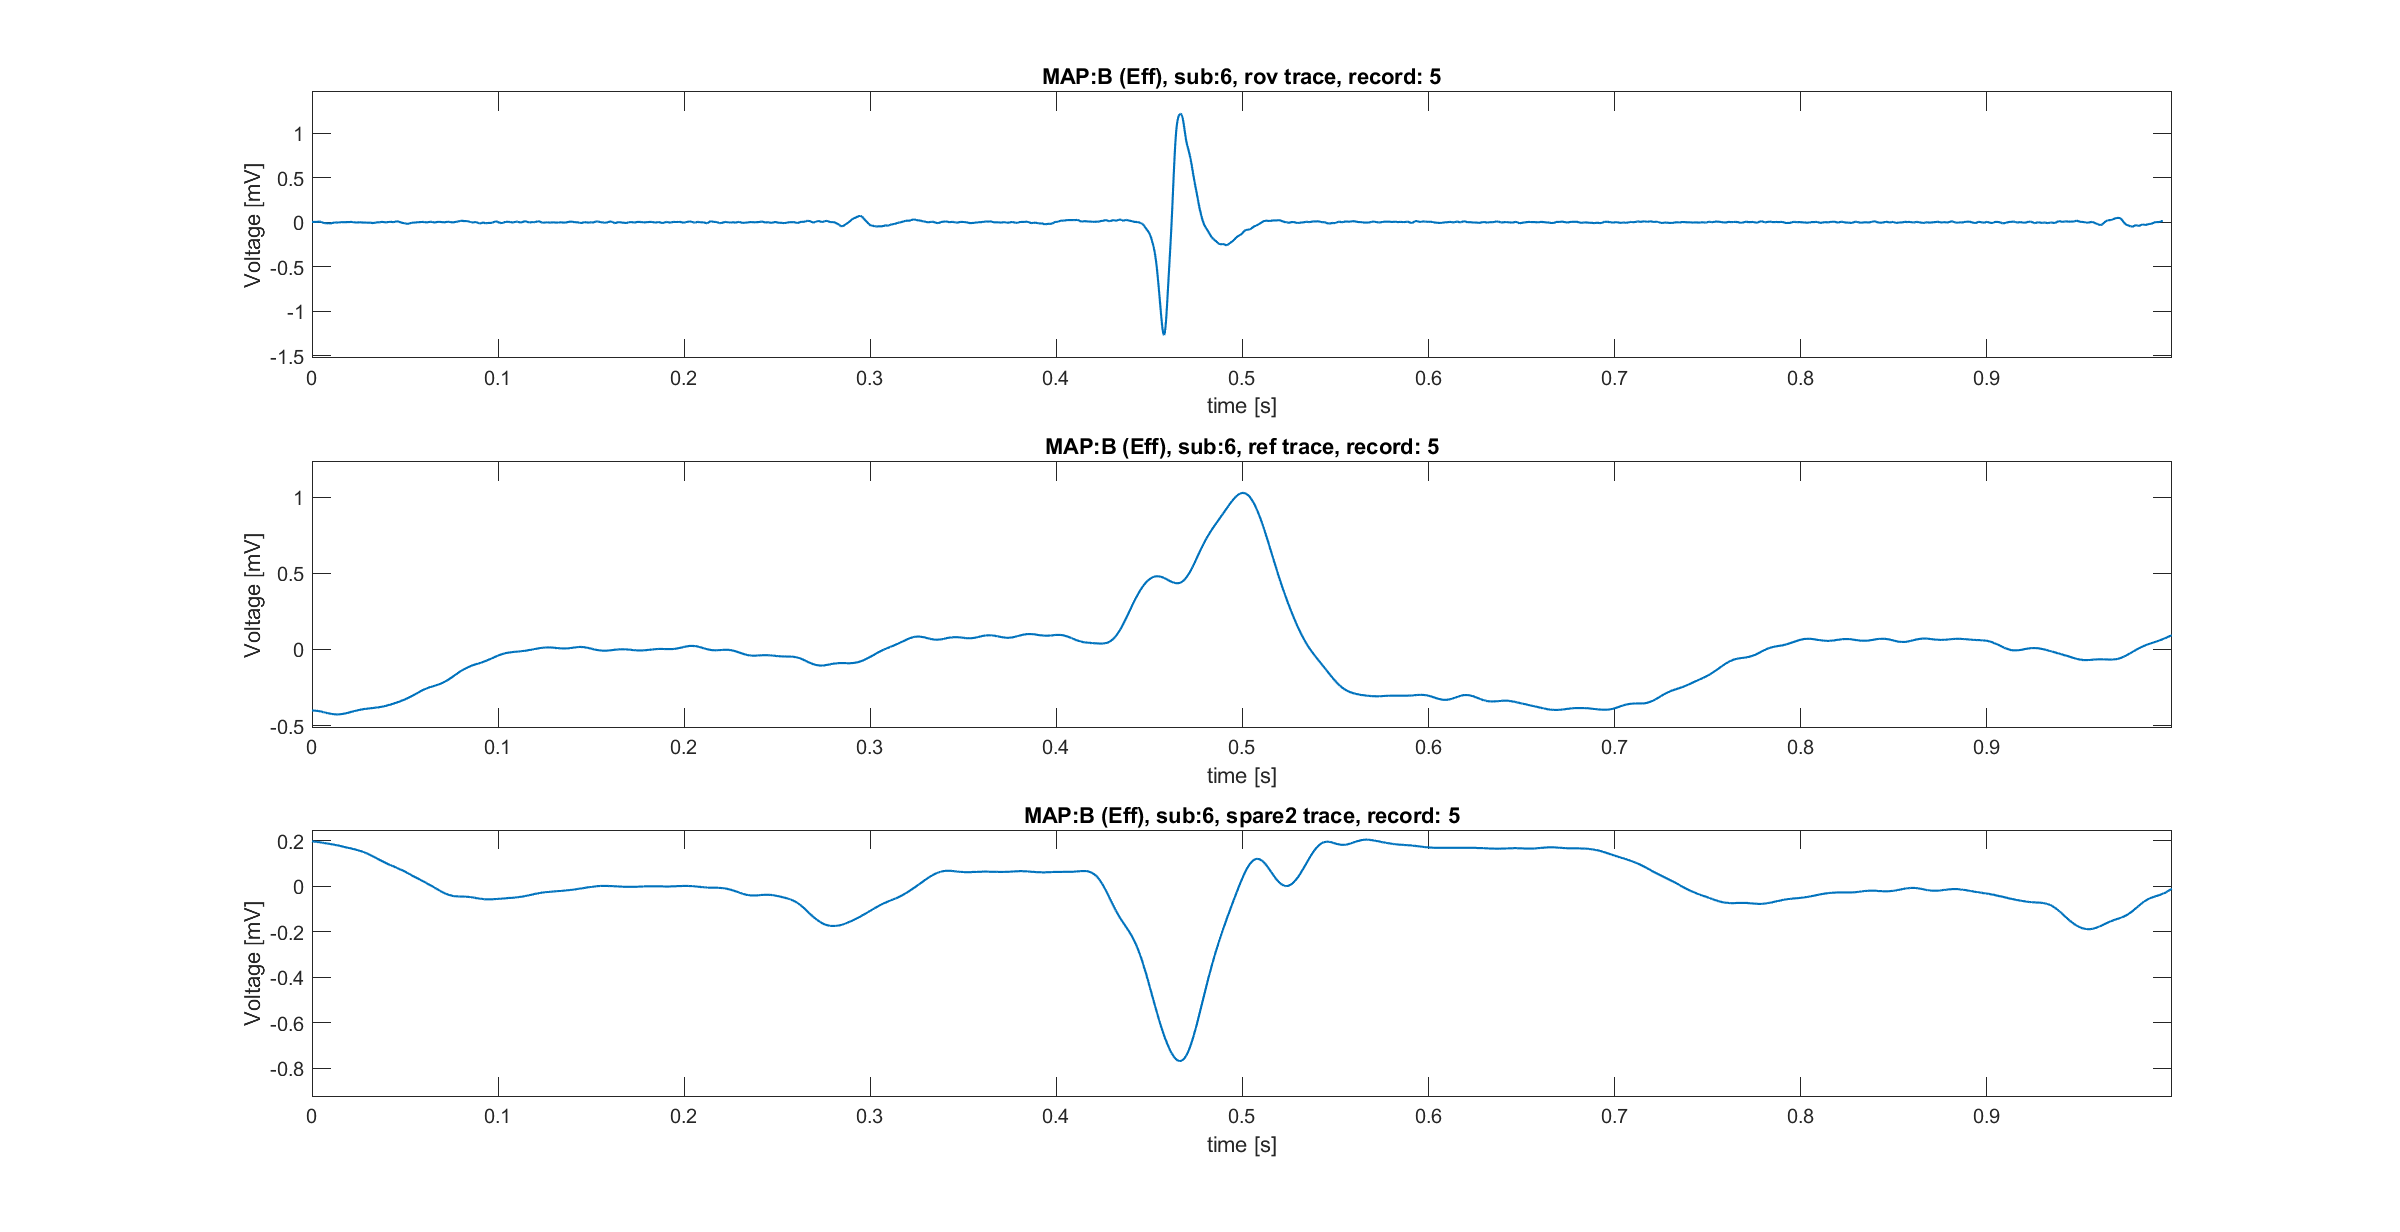 MAP:B (Eff), sub:6, rov trace, record: 5
Voltage [mV]
1
0.5
0
-0.5
-1
-1.5
0 0.1 0.2 0.3 0.4 0.5 0.6 0.7 0.8 0.9
time [s]
MAP:B (Eff), sub:6, ref trace, record: 5
Voltage [mV]
1
0.5
0
-0.5
0 0.1 0.2 0.3 0.4 0.5 0.6 0.7 0.8 0.9
time [s]
MAP:B (Eff), sub:6, spare2 trace, record: 5
Voltage [mV]
0.2
0
-0.2
-0.4
-0.6
-0.8
0 0.1 0.2 0.3 0.4 0.5 0.6 0.7 0.8 0.9
time [s]